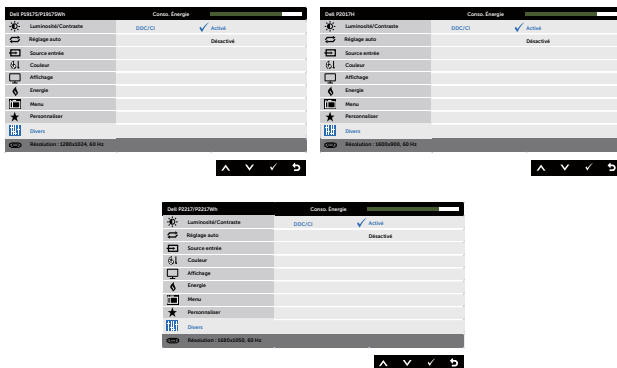 Dell P1917S/P1917SWh Conso. Énergie
Luminosité/Contraste DDC/CI Activé
Réglage auto Désactivé
Source entrée
Couleur
Affichage
Energie
Menu
Personnaliser
Divers
Résolution : 1280x1024, 60 Hz
Dell P2017H Conso. Énergie
Luminosité/Contraste DDC/CI Activé
Réglage auto Désactivé
Source entrée
Couleur
Affichage
Energie
Menu
Personnaliser
Divers
Résolution : 1600x900, 60 Hz
Dell P2217/P2217Wh Conso. Énergie
Luminosité/Contraste DDC/CI Activé
Réglage auto Désactivé
Source entrée
Couleur
Affichage
Energie
Menu
Personnaliser
Divers
Résolution : 1680x1050, 60 Hz